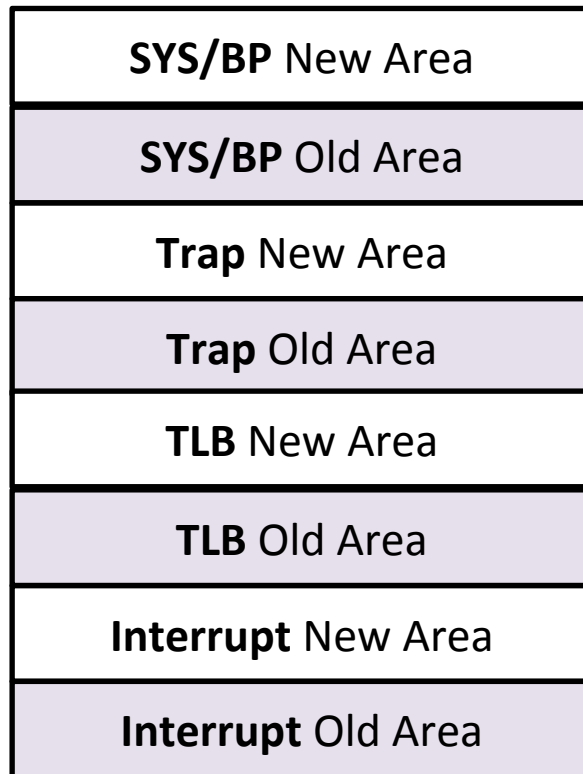 SYS/BP New Area
SYS/BP Old Area
Trap New Area
Trap Old Area
TLB New Area
TLB Old Area
Interrupt New Area
Interrupt Old Area